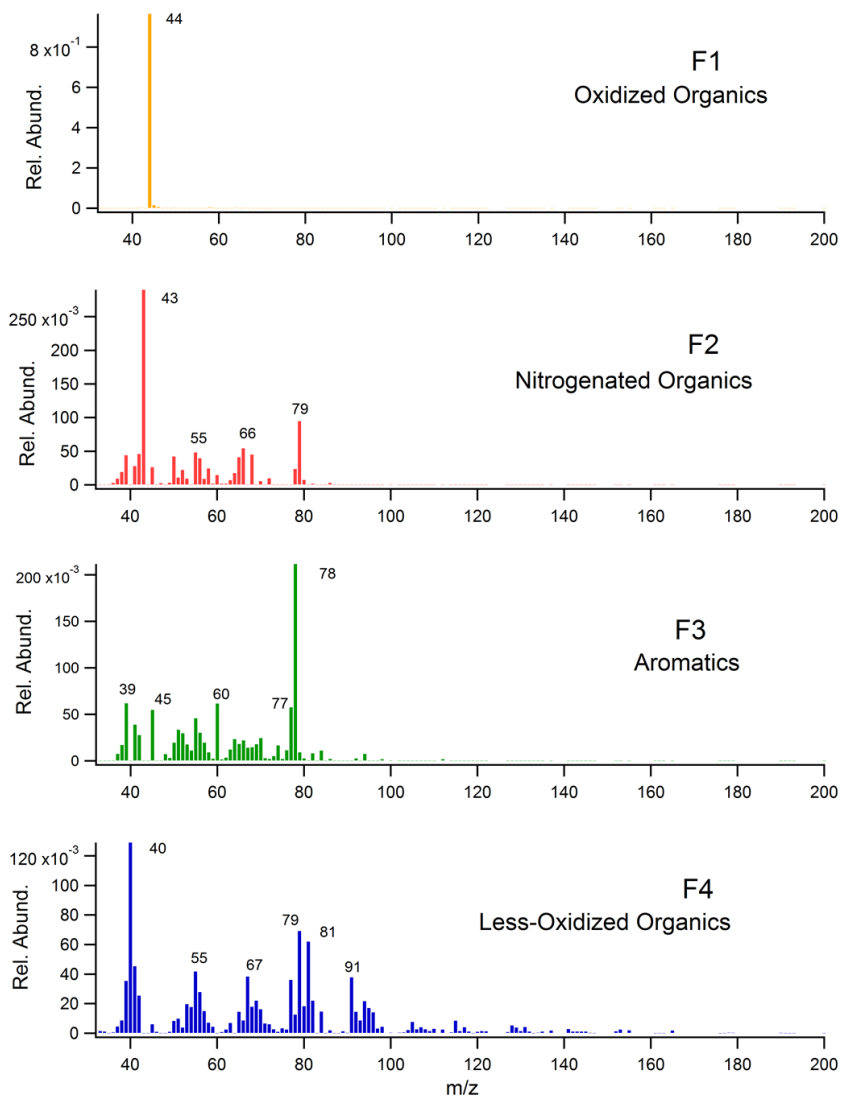 44
8 x10-1
6
4
2
0
Rel. Abund.
F1
Oxidized Organics
40 60 80 100 120 140 160 180 200
43
250 x10-3
200
150
100
50
0
Rel. Abund.
55
66
79
F2
Nitrogenated Organics
40 60 80 100 120 140 160 180 200
78
200 x10-3
150
100
50
0
Rel. Abund.
39
45
60
77
F3
Aromatics
40 60 80 100 120 140 160 180 200
40
120 x10-3
100
80
60
40
20
0
Rel. Abund.
55
67
79
81
91
F4
Less-Oxidized Organics
40 60 80 100 120 140 160 180 200
m/z